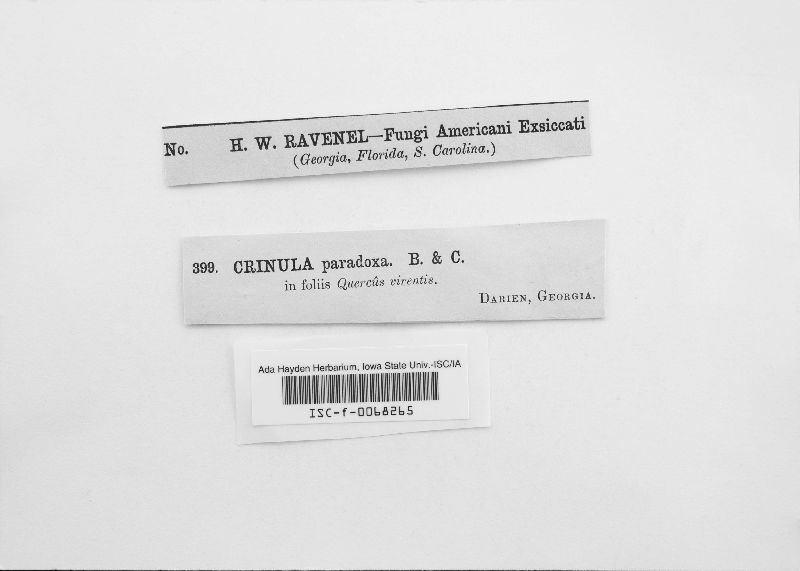 No. H. W. RAVENEL—Fungi Americani Exsiccati
(Georgia, Florida, S. Carolina.)
399. CRINULA paradoxa. B. & C.
in foliis Quercûs virentis.
DARIEN, GEORGIA.
Ada Hayden Herbarium, Iowa State Univ.-ISC/IA
ISC-f-0068265